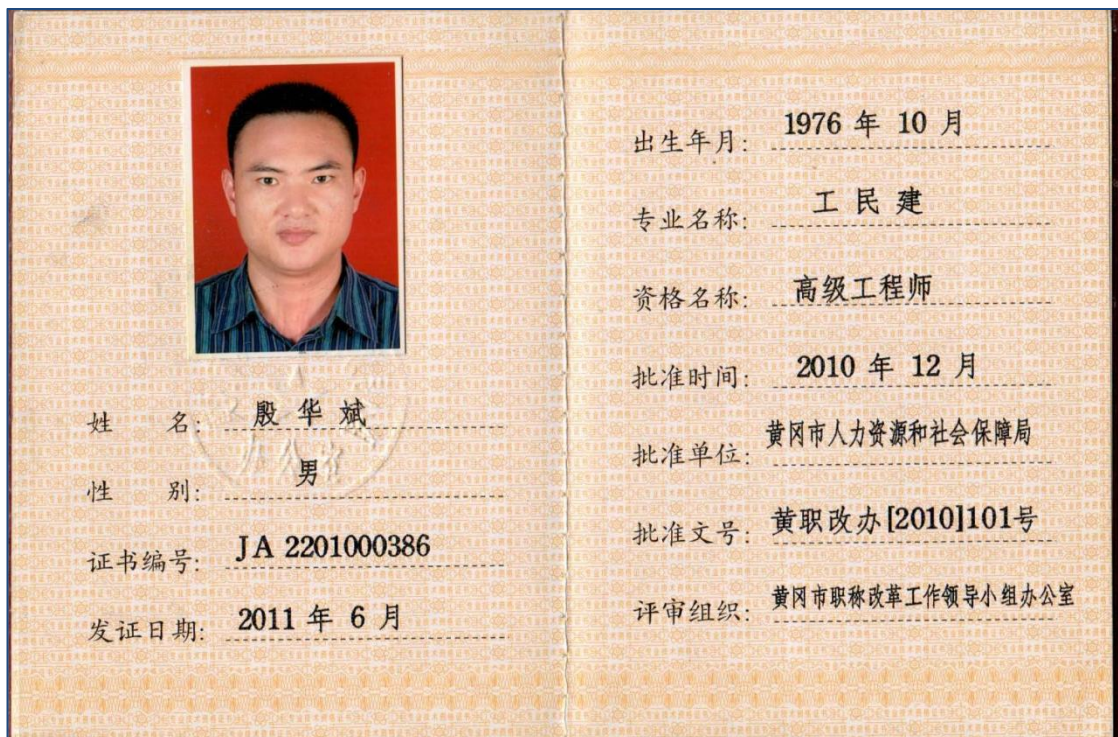 姓 名: 殷华斌
性 别: 男
证书编号: JA 2201000386
发证日期: 2011 年 6 月
出生年月: 1976 年 10 月
专业名称: 工民建
资格名称: 高级工程师
批准时间: 2010 年 12 月
批准单位: 黄冈市人力资源和社会保障局
批准文号: 黄职改办[2010]101号
评审组织: 黄冈市职称改革工作领导小组办公室